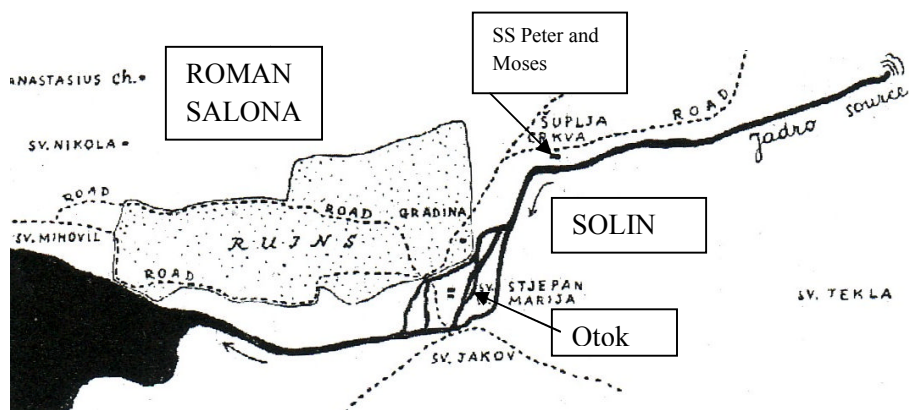 SS Peter and
Moses
ROMAN
SALONA
ANASTASIUS Ch.
SV. NIKOLA
ŠUPLJA
CRKVA
ROAD
Jadro source
ROAD
ROAD
GRADINA
SV. MIHOVIL
RUINS
ROAD
SOLIN
SV. STJEPAN
MARIJA
SV. TEKLA
Otok
SV. JAKOV